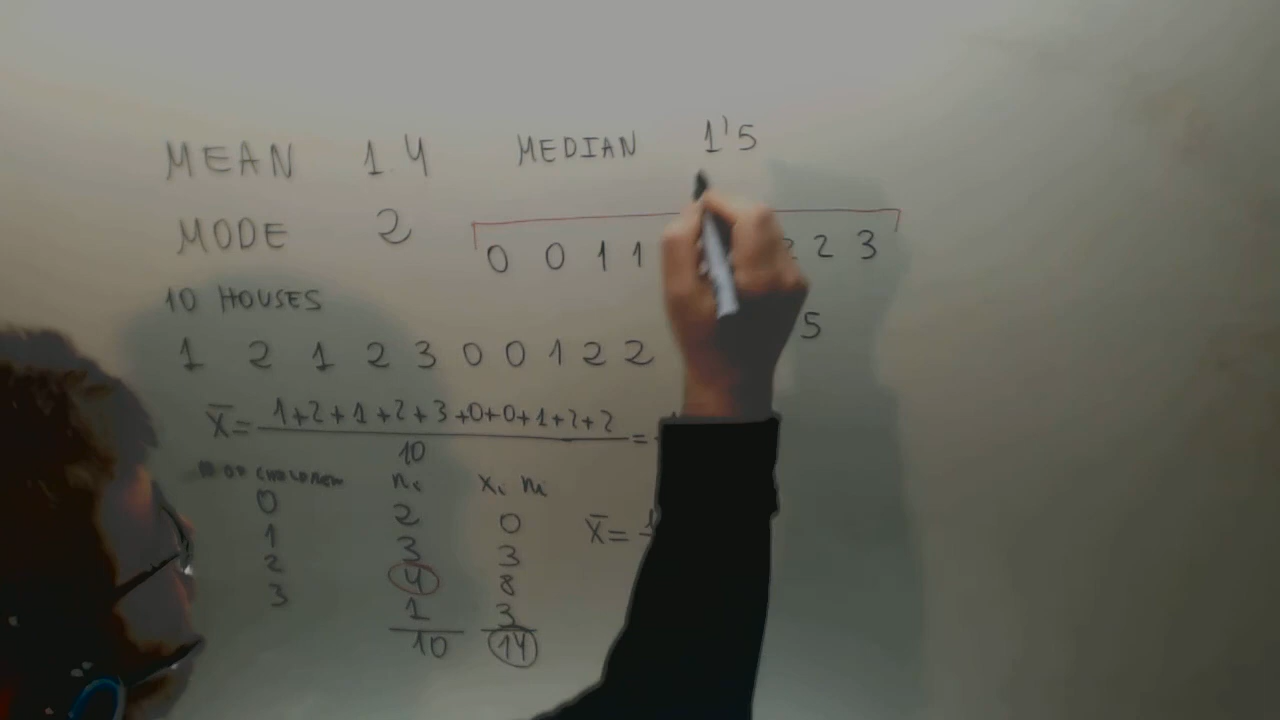 MEAN 1.4 MEDIAN 1'5
MODE 2
0 0 1 1 2 2 3
10 HOUSES
5
1 2 1 2 3 0 0 1 2 2
X̄ = 1+2+1+2+3+0+0+1+2+2 / 10 =
nᵢ xᵢ nᵢ
0 2 0
X̄ =
1 3 3
2 4 8
3 1 3
10 14